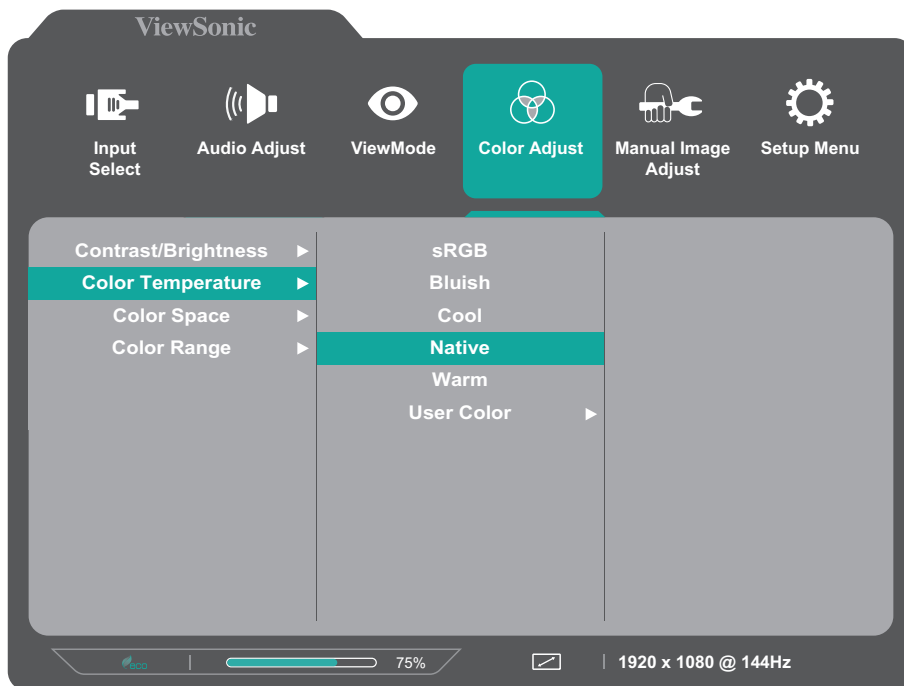 ViewSonic
Input Select
Audio Adjust
ViewMode
Color Adjust
Manual Image Adjust
Setup Menu
Contrast/Brightness
Color Temperature
Color Space
Color Range
sRGB
Bluish
Cool
Native
Warm
User Color
eco
75%
1920 x 1080 @ 144Hz